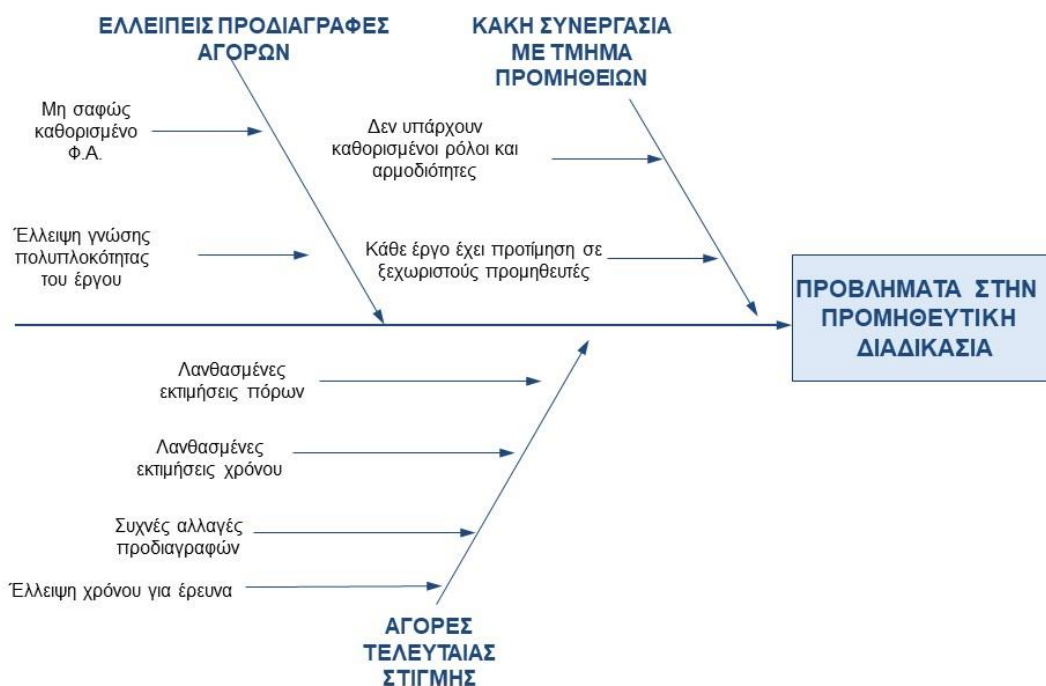 ΕΛΛΕΙΠΕΙΣ ΠΡΟΔΙΑΓΡΑΦΕΣ
ΑΓΟΡΩΝ
ΚΑΚΗ ΣΥΝΕΡΓΑΣΙΑ
ΜΕ ΤΜΗΜΑ
ΠΡΟΜΗΘΕΙΩΝ
Μη σαφώς
καθορισμένο
Φ.Α.
Δεν υπάρχουν
καθορισμένοι ρόλοι και
αρμοδιότητες
Έλλειψη γνώσης
πολυπλοκότητας
του έργου
Κάθε έργο έχει προτίμηση σε
ξεχωριστούς προμηθευτές
ΠΡΟΒΛΗΜΑΤΑ ΣΤΗΝ
ΠΡΟΜΗΘΕΥΤΙΚΗ
ΔΙΑΔΙΚΑΣΙΑ
Λανθασμένες
εκτιμήσεις πόρων
Λανθασμένες
εκτιμήσεις χρόνου
Συχνές αλλαγές
προδιαγραφών
Έλλειψη χρόνου για έρευνα
ΑΓΟΡΕΣ
ΤΕΛΕΥΤΑΙΑΣ
ΣΤΙΓΜΗΣ